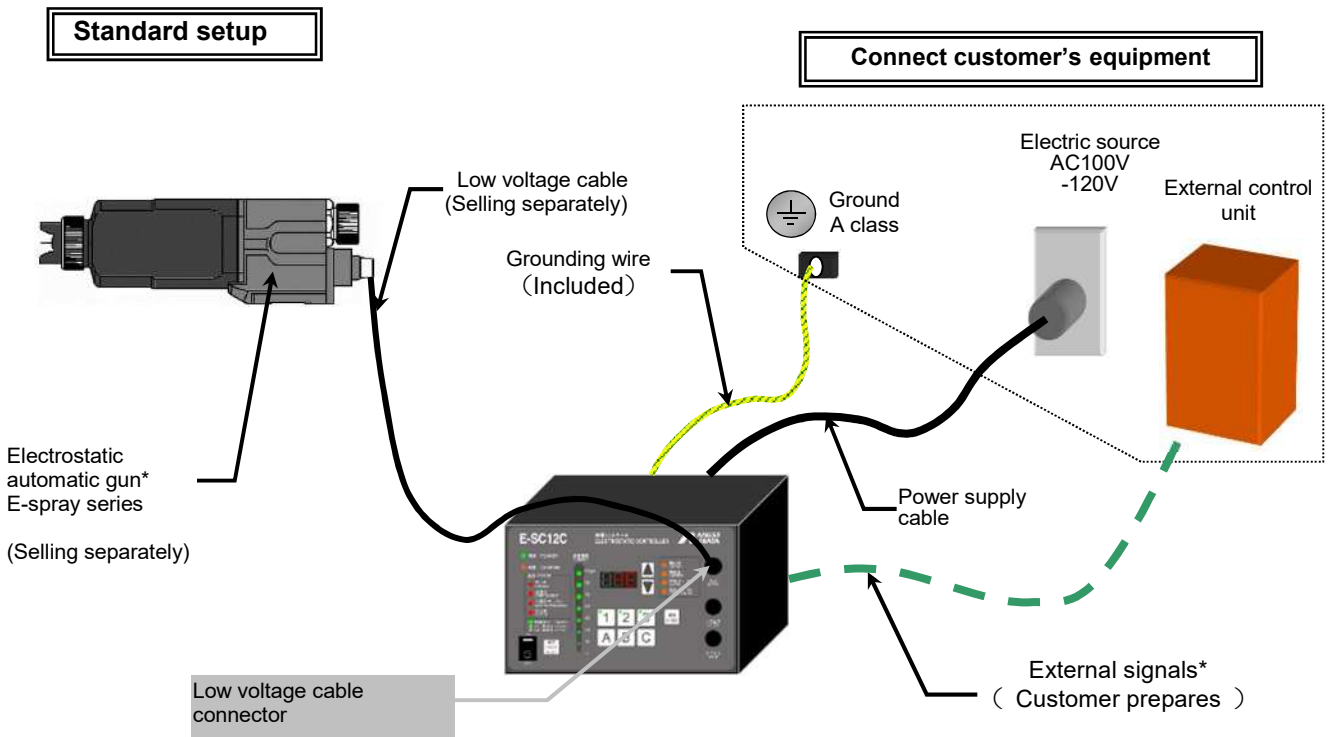 Standard setup
Connect customer’s equipment
Electric source
AC100V
-120V
External control
unit
Low voltage cable
(Selling separately)
Ground
A class
Grounding wire
（Included）
Electrostatic
automatic gun*
E-spray series
(Selling separately)
Power supply
cable
E-SC12C
ELECTROSTATIC CONTROLLER
1 2
A B C
Low voltage cable
connector
External signals*
（ Customer prepares ）